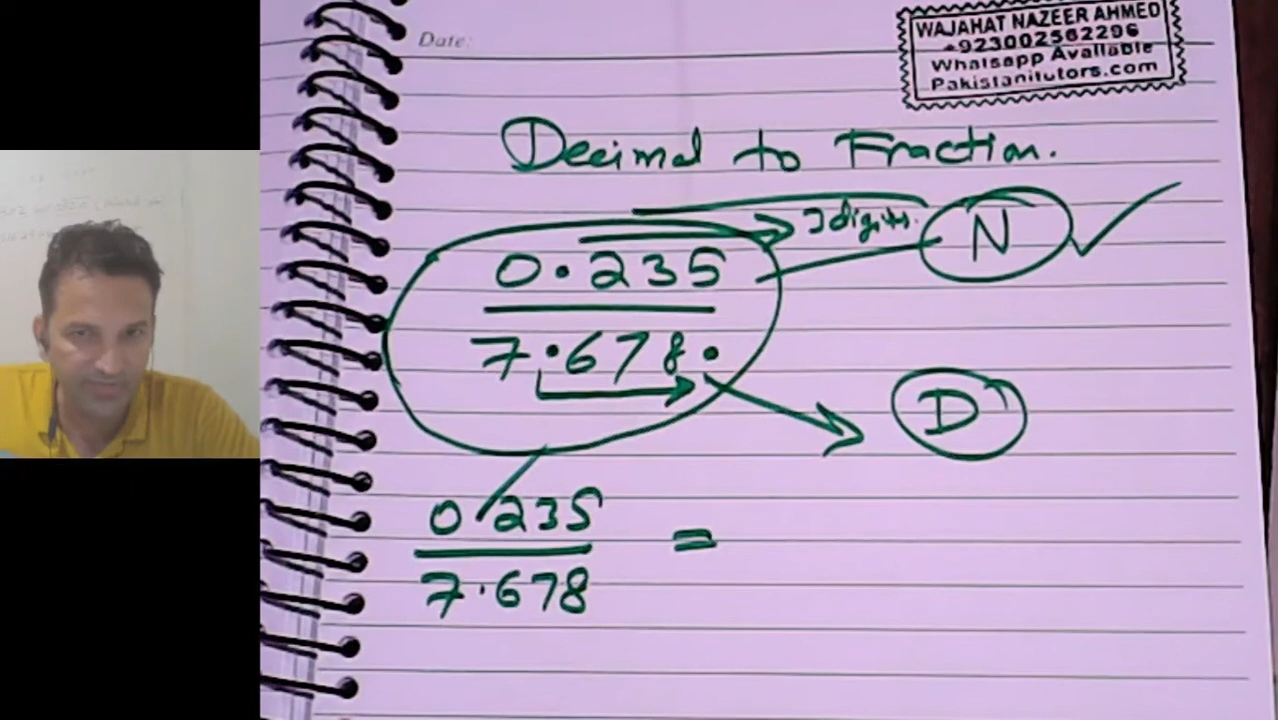 Date:
WAJAHAT NAZEER AHMED
+923002562296
Whatsapp Available
Pakistanitutors.com
Decimal to Fraction.
3 digits.
N
0.235
7.678.
D
0.235
7.678
=